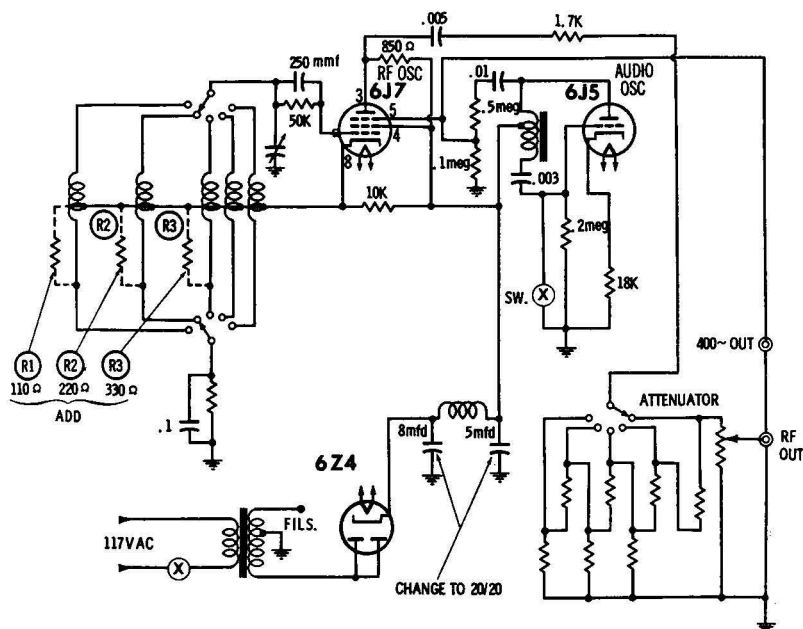 .005
1.7K
850 Ω
RF OSC
6J7
250 mmf
50K
3
5
4
8
.01
.5meg
.1meg
AUDIO
OSC
6J5
.003
.2meg
18K
SW.
X
10K
R2
R3
R1
R2
R3
110 Ω
220 Ω
330 Ω
ADD
.1
8mfd
5mfd
6Z4
FILS.
117VAC
X
CHANGE TO 20/20
400~ OUT
ATTENUATOR
RF
OUT